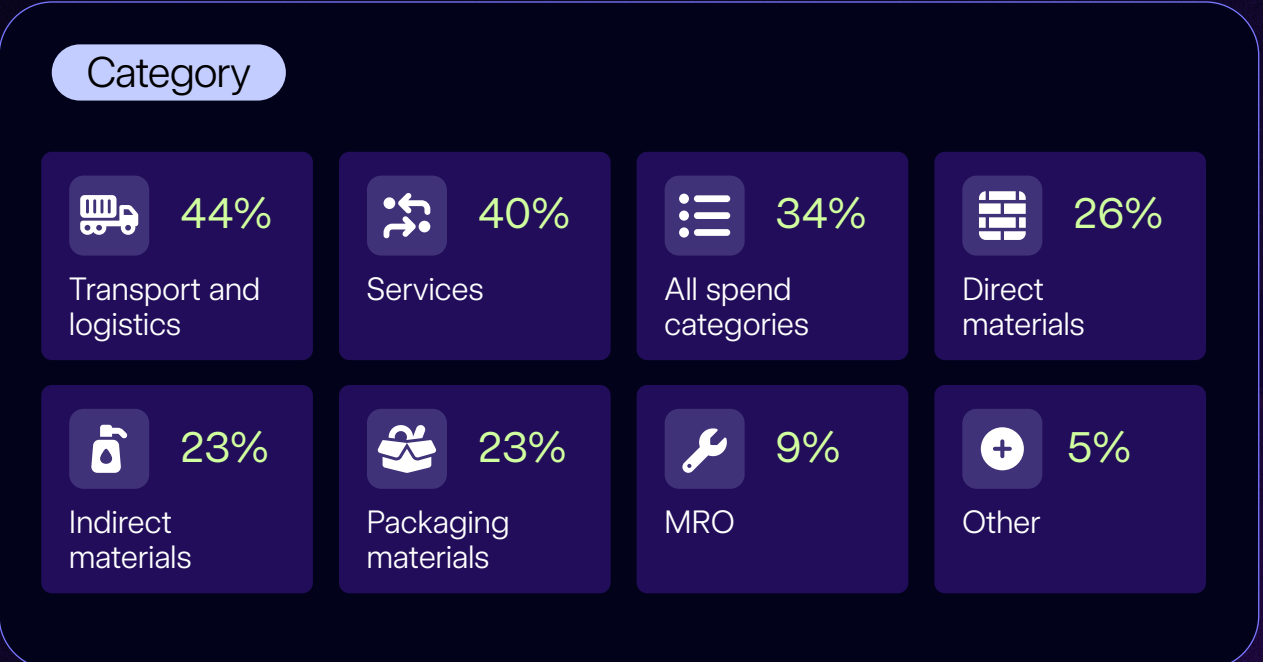 Category
44%
Transport and
logistics
40%
Services
34%
All spend
categories
26%
Direct
materials
23%
Indirect
materials
23%
Packaging
materials
9%
MRO
5%
Other